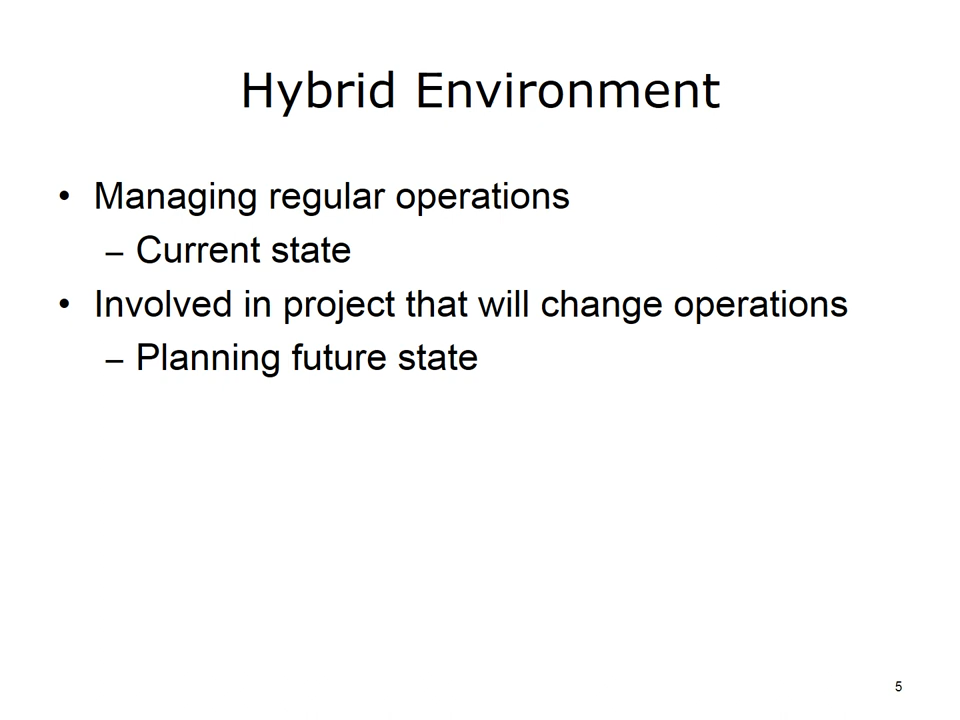 Hybrid Environment
• Managing regular operations
– Current state
• Involved in project that will change operations
– Planning future state
5